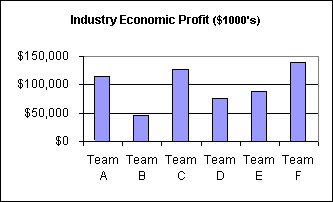 Industry Economic Profit ($1000's)
$150,000
$100,000
$50,000
$0
Team Team Team Team Team Team
A B C D E F